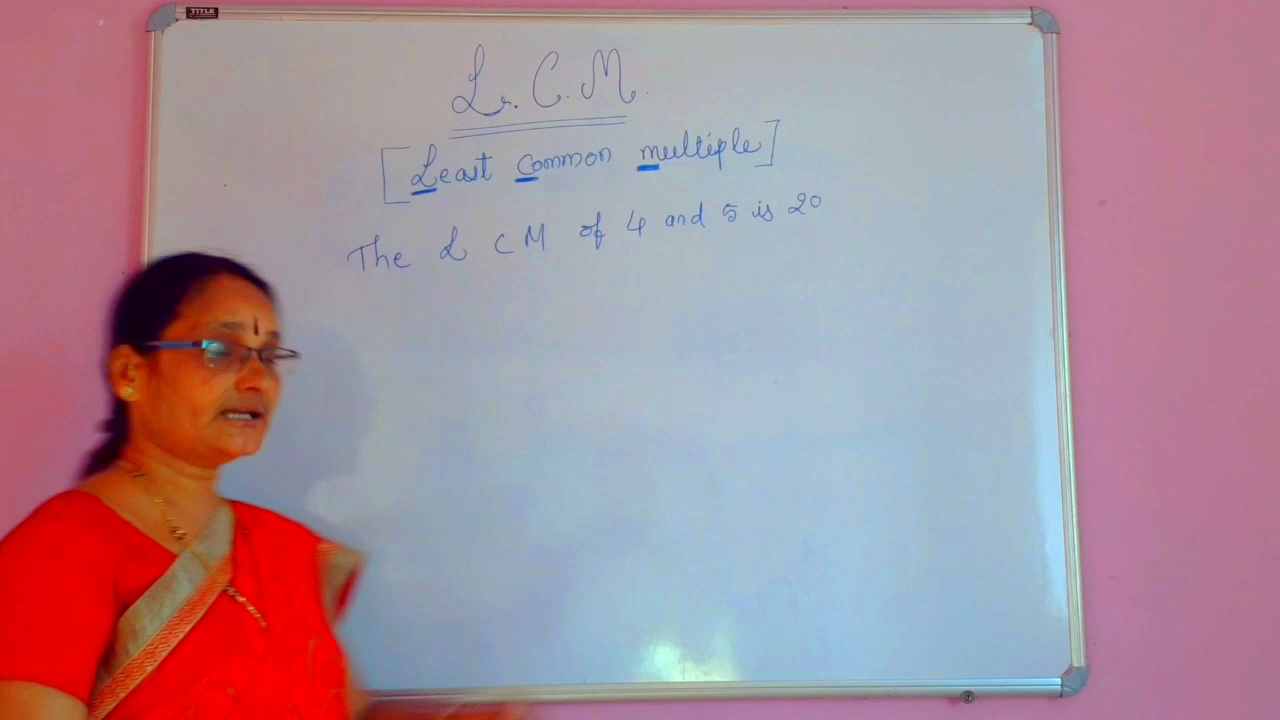 TITLE
L.C.M.
[Least Common multiple]
The L C M of 4 and 5 is 20